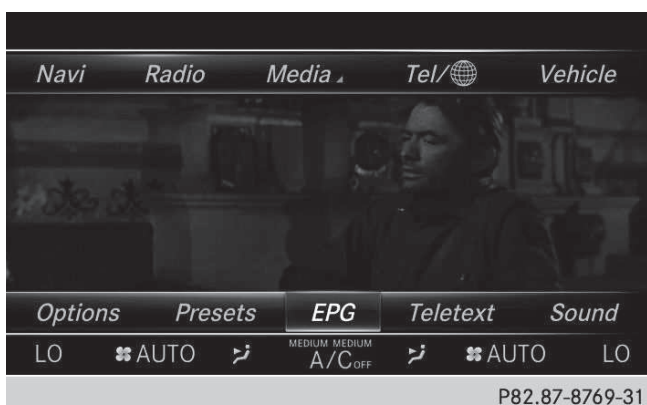 Navi Radio Media Tel/ Vehicle
Options Presets EPG Teletext Sound
MEDIUM MEDIUM
LO AUTO A/C OFF AUTO LO
P82.87-8769-31